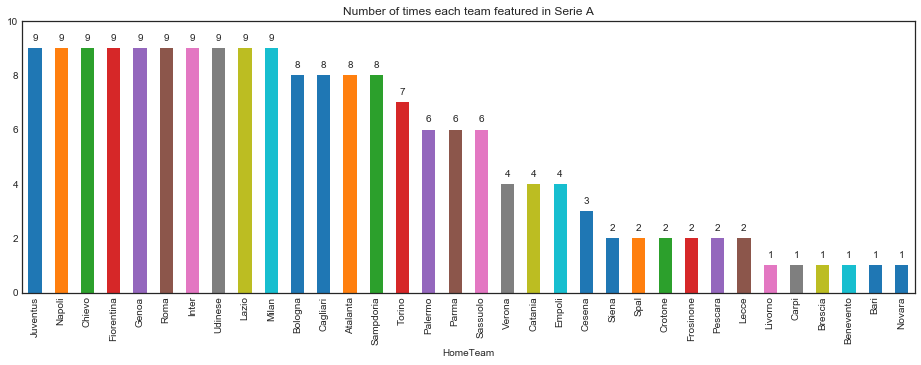 Number of times each team featured in Serie A
10
8
6
4
2
0
9 9 9 9 9 9 9 9 9 9 8 8 8 8 7 6 6 6 4 4 4 3 2 2 2 2 2 2 1 1 1 1 1 1
Juventus
Napoli
Chievo
Fiorentina
Genoa
Roma
Inter
Udinese
Lazio
Milan
Bologna
Cagliari
Atalanta
Sampdoria
Torino
Palermo
Parma
Sassuolo
Verona
Catania
Empoli
Cesena
Siena
Spal
Crotone
Frosinone
Pescara
Lecce
Livorno
Carpi
Brescia
Benevento
Bari
Novara
HomeTeam